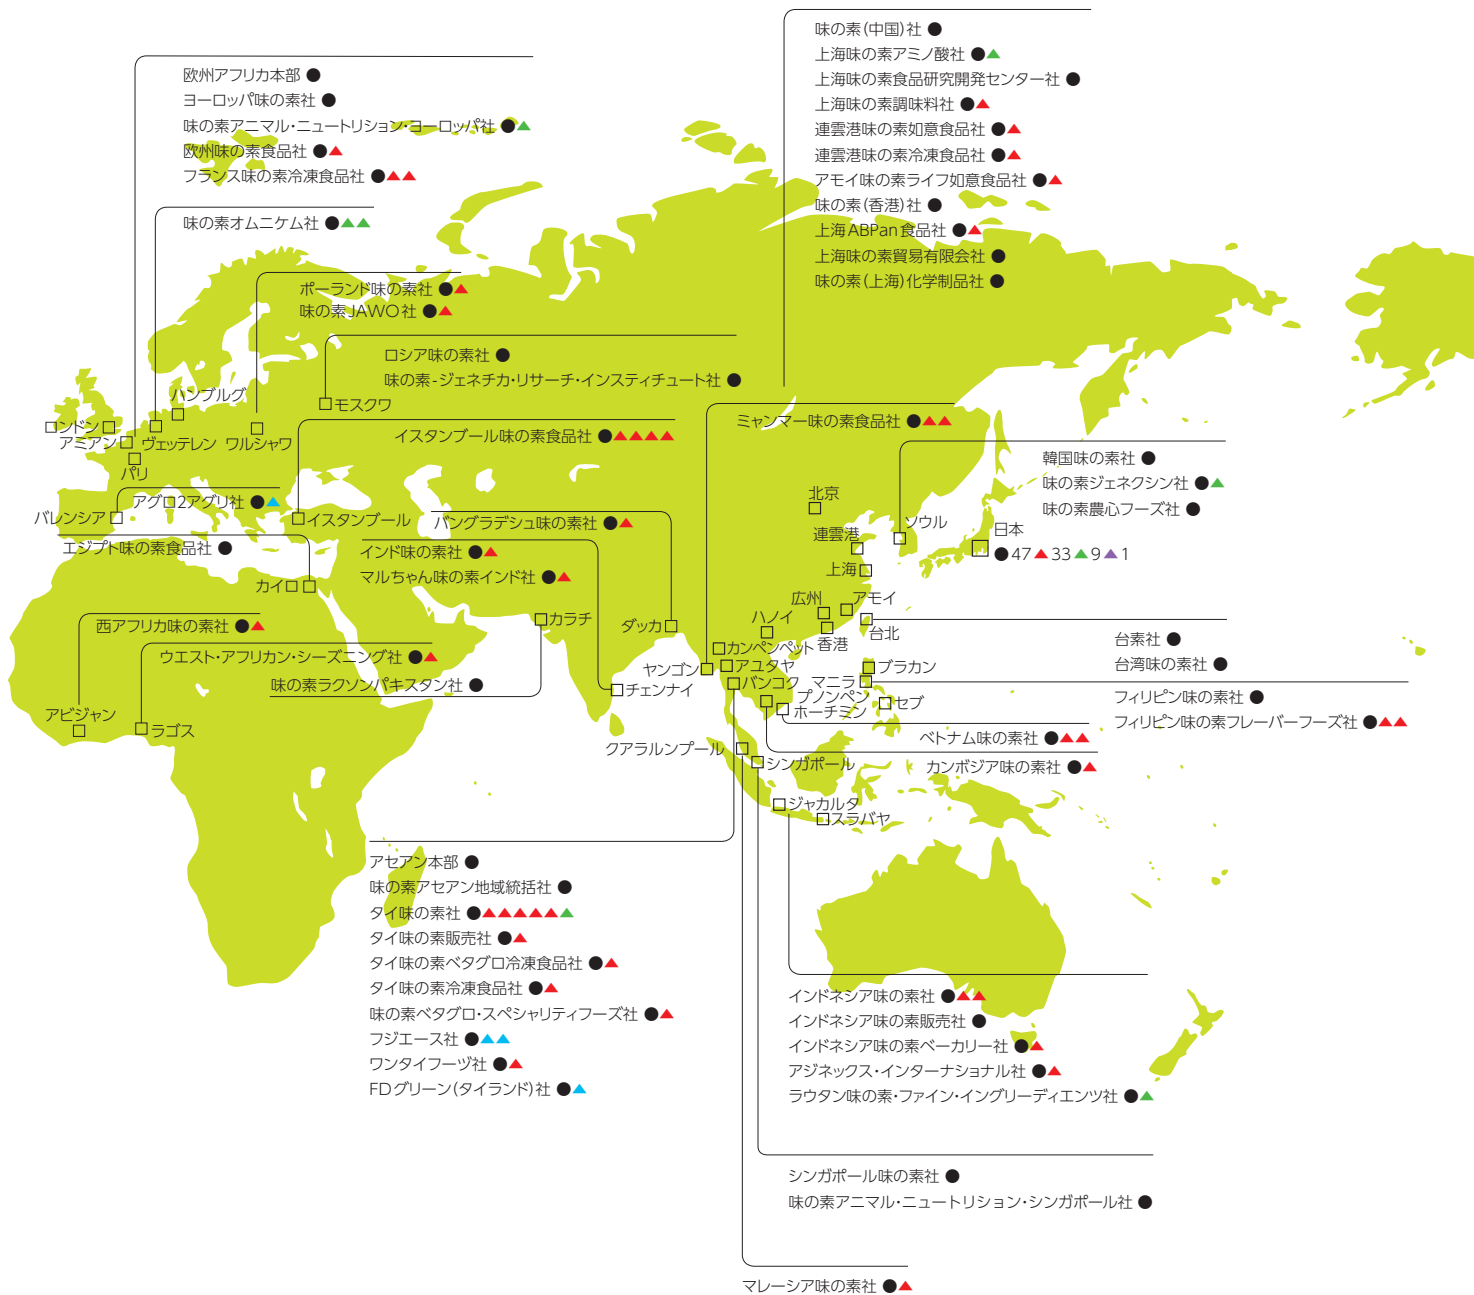 味の素(中国)社 ●
上海味の素アミノ酸社 ●▲
上海味の素食品研究開発センター社 ●
上海味の素調味料社 ●▲
連雲港味の素如意食品社 ●▲
連雲港味の素冷凍食品社 ●▲
アモイ味の素ライフ如意食品社 ●▲
味の素(香港)社 ●
上海ABPan食品社 ●▲
上海味の素貿易有限会社 ●
味の素(上海)化学制品社 ●
欧州アフリカ本部 ●
ヨーロッパ味の素社 ●
味の素アニマル・ニュートリション・ヨーロッパ社 ●▲
欧州味の素食品社 ●▲
フランス味の素冷凍食品社 ●▲▲
味の素オムニケム社 ●▲▲
ポーランド味の素社 ●▲
味の素JAWO社 ●▲
ロシア味の素社 ●
味の素-ジェネチカ・リサーチ・インスティチュート社 ●
ハンブルグ
モスクワ
ロンドン
アミアン
ヴェッテレン
ワルシャワ
パリ
イスタンブール味の素食品社 ●▲▲▲▲
ミャンマー味の素食品社 ●▲▲
韓国味の素社 ●
味の素ジェネクシン社 ●▲
味の素農心フーズ社 ●
アグロ2アグリ社 ●▲
バレンシア
イスタンブール
バングラデシュ味の素社 ●▲
北京
ソウル
日本
●47▲33▲9▲1
連雲港
上海
エジプト味の素食品社 ●
インド味の素社 ●▲
マルちゃん味の素インド社 ●▲
カイロ
広州
アモイ
ハノイ
香港
台北
西アフリカ味の素社 ●▲
カラチ
ダッカ
台素社 ●
台湾味の素社 ●
ウエスト・アフリカン・シーズニング社 ●▲
味の素ラクソンパキスタン社 ●
カンペンペット
アユタヤ
ヤンゴン
バンコク
チェンナイ
ブラカン
マニラ
プノンペン
ホーチミン
セブ
フィリピン味の素社 ●
フィリピン味の素フレーバーフーズ社 ●▲▲
アビジャン
ラゴス
ベトナム味の素社 ●▲▲
カンボジア味の素社 ●▲
クアラルンプール
シンガポール
ジャカルタ
スラバヤ
アセアン本部 ●
味の素アセアン地域統括社 ●
タイ味の素社 ●▲▲▲▲▲▲
タイ味の素販売社 ●▲
タイ味の素ベタグロ冷凍食品社 ●▲
タイ味の素冷凍食品社 ●▲
味の素ベタグロ・スペシャリティフーズ社 ●▲
フジエース社 ●▲▲
ワンタイフーヅ社 ●▲
FDグリーン(タイランド)社 ●▲
インドネシア味の素社 ●▲▲
インドネシア味の素販売社 ●
インドネシア味の素ベーカリー社 ●▲
アジネックス・インターナショナル社 ●▲
ラウタン味の素・ファイン・イングリーディエンツ社 ●▲
シンガポール味の素社 ●
味の素アニマル・ニュートリション・シンガポール社 ●
マレーシア味の素社 ●▲